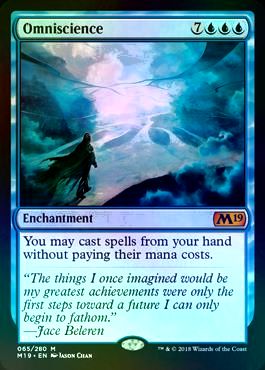 Omniscience 7
Enchantment M19
You may cast spells from your hand
without paying their mana costs.
“The things I once imagined would be
my greatest achievements were only the
first steps toward a future I can only
begin to fathom.”
—Jace Beleren
065/280 M
M19 • EN Jason Chan ™ & © 2018 Wizards of the Coast